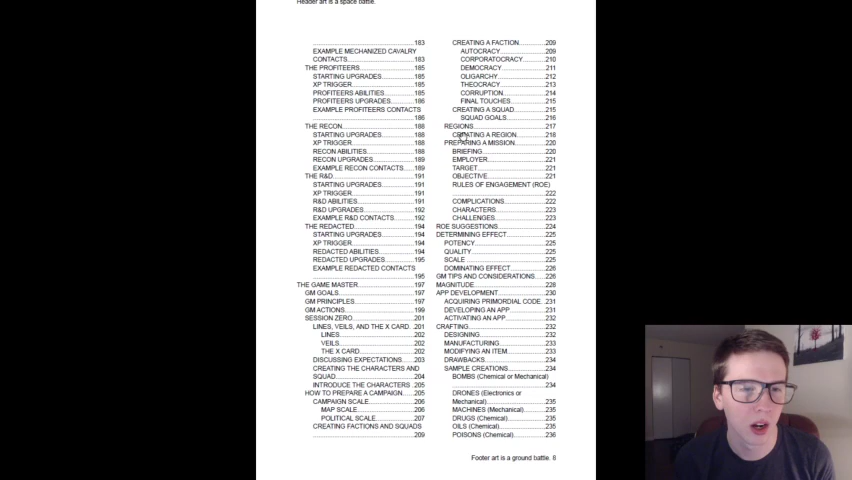 Header art is a space battle.
..........................................................183
EXAMPLE MECHANIZED CAVALRY
CONTACTS..........................................183
THE PROFITEERS.................................185
STARTING UPGRADES........................185
XP TRIGGER.......................................185
PROFITEERS ABILITIES......................185
PROFITEERS UPGRADES....................186
EXAMPLE PROFITEERS CONTACTS
..........................................................186
THE RECON..........................................188
STARTING UPGRADES........................188
XP TRIGGER.......................................188
RECON ABILITIES...............................188
RECON UPGRADES.............................189
EXAMPLE RECON CONTACTS............189
THE R&D...............................................191
STARTING UPGRADES........................191
XP TRIGGER.......................................191
R&D ABILITIES....................................191
R&D UPGRADES..................................192
EXAMPLE R&D CONTACTS.................192
THE REDACTED...................................194
STARTING UPGRADES........................194
XP TRIGGER.......................................194
REDACTED ABILITIES.........................194
REDACTED UPGRADES......................195
EXAMPLE REDACTED CONTACTS
..........................................................195
THE GAME MASTER..............................197
GM GOALS............................................197
GM PRINCIPLES...................................197
GM ACTIONS........................................199
SESSION ZERO.....................................201
LINES, VEILS, AND THE X CARD..201
LINES.................................................202
VEILS.................................................202
THE X CARD......................................202
DISCUSSING EXPECTATIONS..........203
CREATING THE CHARACTERS AND
SQUAD................................................204
INTRODUCE THE CHARACTERS..205
HOW TO PREPARE A CAMPAIGN.....205
CAMPAIGN SCALE............................206
MAP SCALE.......................................206
POLITICAL SCALE............................207
CREATING FACTIONS AND SQUADS
..........................................................209
CREATING A FACTION......................209
AUTOCRACY......................................209
CORPORATOCRACY.........................210
DEMOCRACY.....................................211
OLIGARCHY......................................212
THEOCRACY.....................................213
CORRUPTION....................................214
FINAL TOUCHES...............................215
CREATING A SQUAD.........................215
SQUAD GOALS..................................216
REGIONS..............................................217
CREATING A REGION.......................218
PREPARING A MISSION.....................220
BRIEFING..........................................220
EMPLOYER.......................................221
TARGET.............................................221
OBJECTIVE.......................................221
RULES OF ENGAGEMENT (ROE)
..........................................................222
COMPLICATIONS..............................222
CHARACTERS...................................223
CHALLENGES...................................223
ROE SUGGESTIONS............................224
DETERMINING EFFECT......................225
POTENCY............................................225
QUALITY..............................................225
SCALE.................................................225
DOMINATING EFFECT.......................226
GM TIPS AND CONSIDERATIONS.....226
MAGNITUDE.........................................228
APP DEVELOPMENT...........................230
ACQUIRING PRIMORDIAL CODE..231
DEVELOPING AN APP.......................231
ACTIVATING AN APP.........................232
CRAFTING............................................232
DESIGNING.........................................232
MANUFACTURING.............................233
MODIFYING AN ITEM.......................233
DRAWBACKS.....................................234
SAMPLE CREATIONS.......................234
BOMBS (Chemical or Mechanical)
..........................................................234
DRONES (Electronics or
Mechanical)......................................235
MACHINES (Mechanical)..................235
DRUGS (Chemical)............................235
OILS (Chemical)................................235
POISONS (Chemical).........................236
Footer art is a ground battle. 8